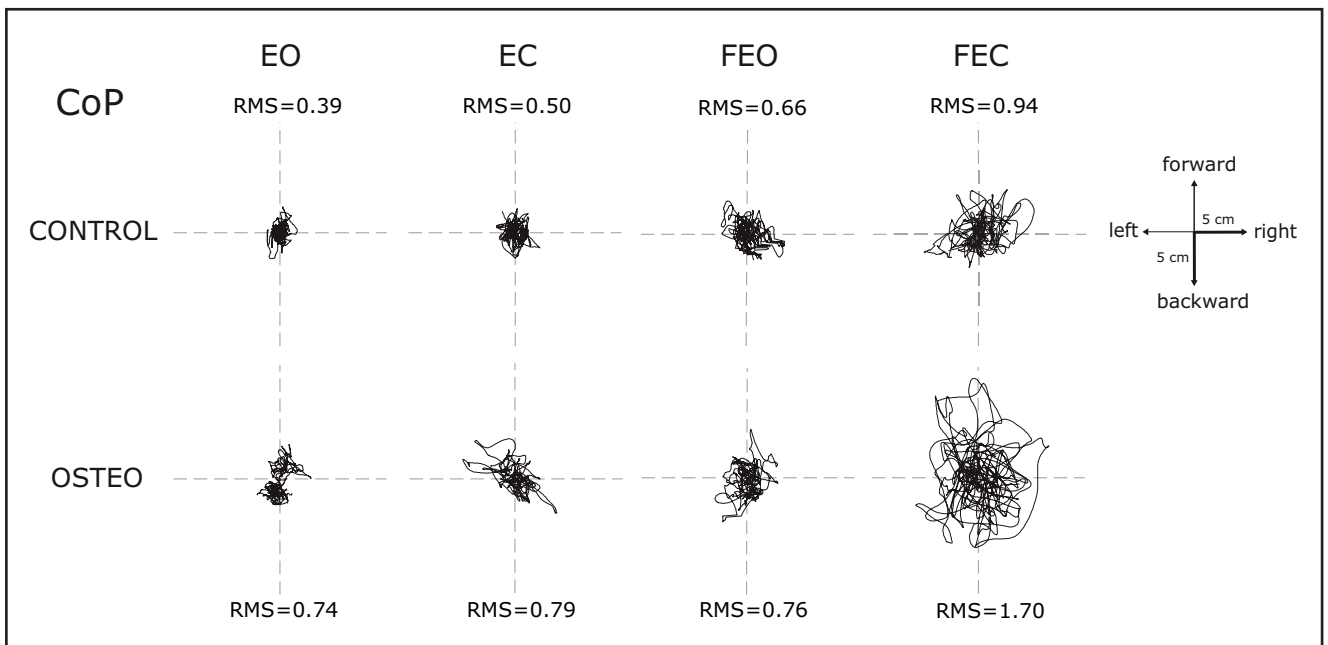 EO EC FEO FEC
CoP RMS=0.39 RMS=0.50 RMS=0.66 RMS=0.94
forward
CONTROL left 5 cm right
5 cm
backward
OSTEO
RMS=0.74 RMS=0.79 RMS=0.76 RMS=1.70